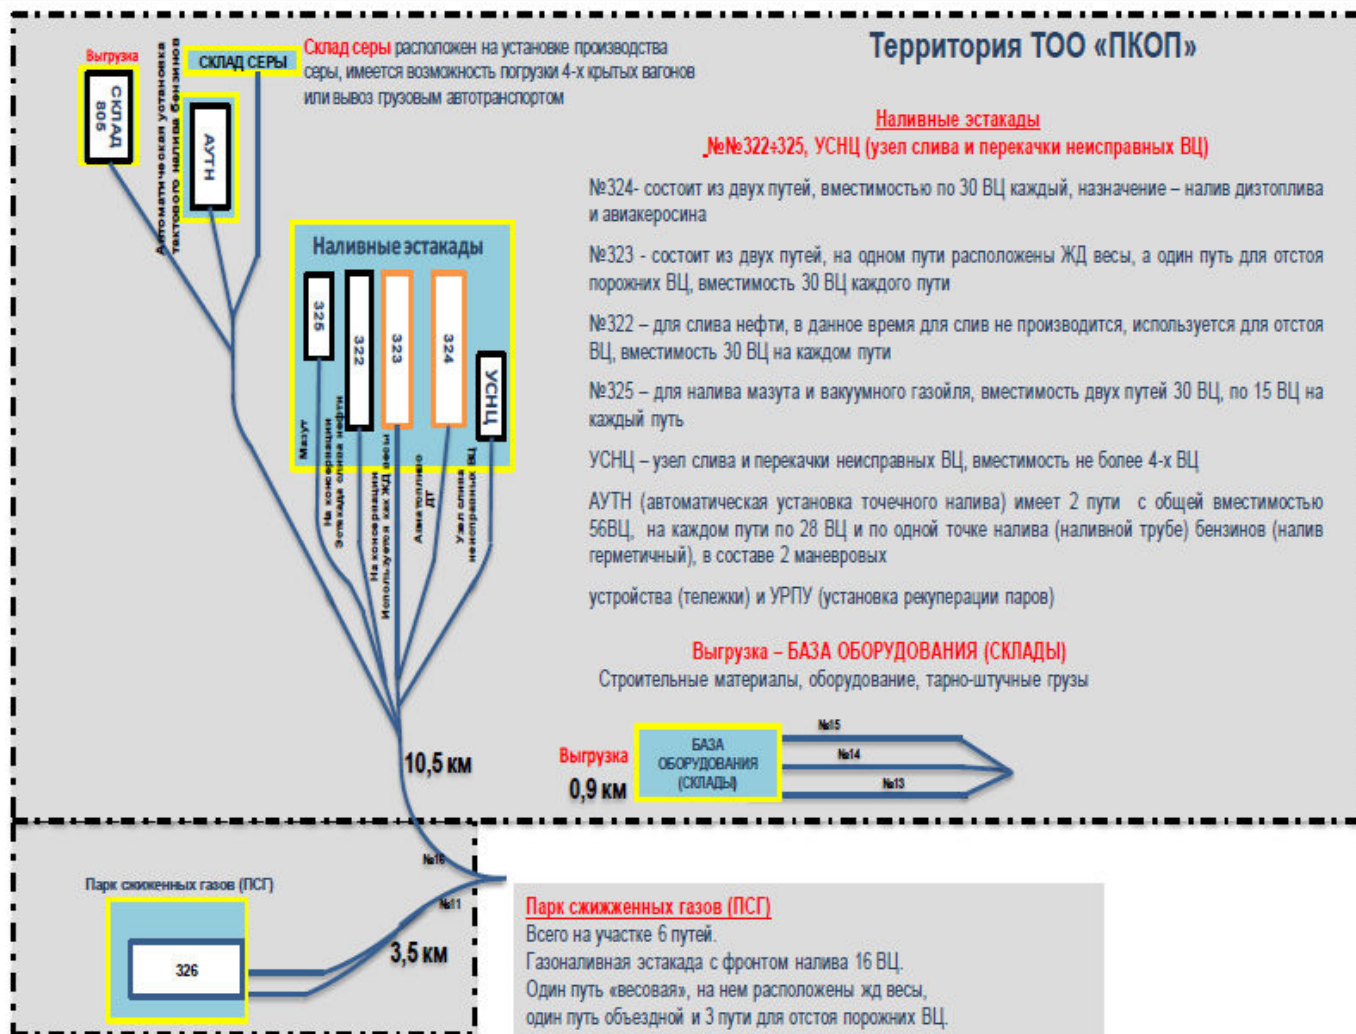 Территория ТОО «ПКОП»
Выгрузка
СКЛАД
805
Автоматическая установка
тактового налива бензинов
АУТН
СКЛАД СЕРЫ
Склад серы расположен на установке производства
серы, имеется возможность погрузки 4-х крытых вагонов
или вывоз грузовым автотранспортом
Наливные эстакады
325
322
323
324
УСНЦ
Мазут
На консервации
Эстакада слива нефти
На консервации
Используется как ЖД весы
Авиатопливо
ДТ
Узел слива
неисправных ВЦ
Наливные эстакады
№№322÷325, УСНЦ (узел слива и перекачки неисправных ВЦ)
№324- состоит из двух путей, вместимостью по 30 ВЦ каждый, назначение – налив дизтоплива
и авиакеросина
№323 - состоит из двух путей, на одном пути расположены ЖД весы, а один путь для отстоя
порожних ВЦ, вместимость 30 ВЦ каждого пути
№322 – для слива нефти, в данное время для слив не производится, используется для отстоя
ВЦ, вместимость 30 ВЦ на каждом пути
№325 – для налива мазута и вакуумного газойля, вместимость двух путей 30 ВЦ, по 15 ВЦ на
каждый путь
УСНЦ – узел слива и перекачки неисправных ВЦ, вместимость не более 4-х ВЦ
АУТН (автоматическая установка точечного налива) имеет 2 пути с общей вместимостью
56ВЦ, на каждом пути по 28 ВЦ и по одной точке налива (наливной трубе) бензинов (налив
герметичный), в составе 2 маневровых
устройства (тележки) и УРПУ (установка рекуперации паров)
Выгрузка – БАЗА ОБОРУДОВАНИЯ (СКЛАДЫ)
Строительные материалы, оборудование, тарно-штучные грузы
10,5 км
Выгрузка
0,9 км
БАЗА
ОБОРУДОВАНИЯ
(СКЛАДЫ)
№15
№14
№13
№16
№11
Парк сжиженных газов (ПСГ)
326
3,5 км
Парк сжижженных газов (ПСГ)
Всего на участке 6 путей.
Газоналивная эстакада с фронтом налива 16 ВЦ.
Один путь «весовая», на нем расположены жд весы,
один путь объездной и 3 пути для отстоя порожних ВЦ.